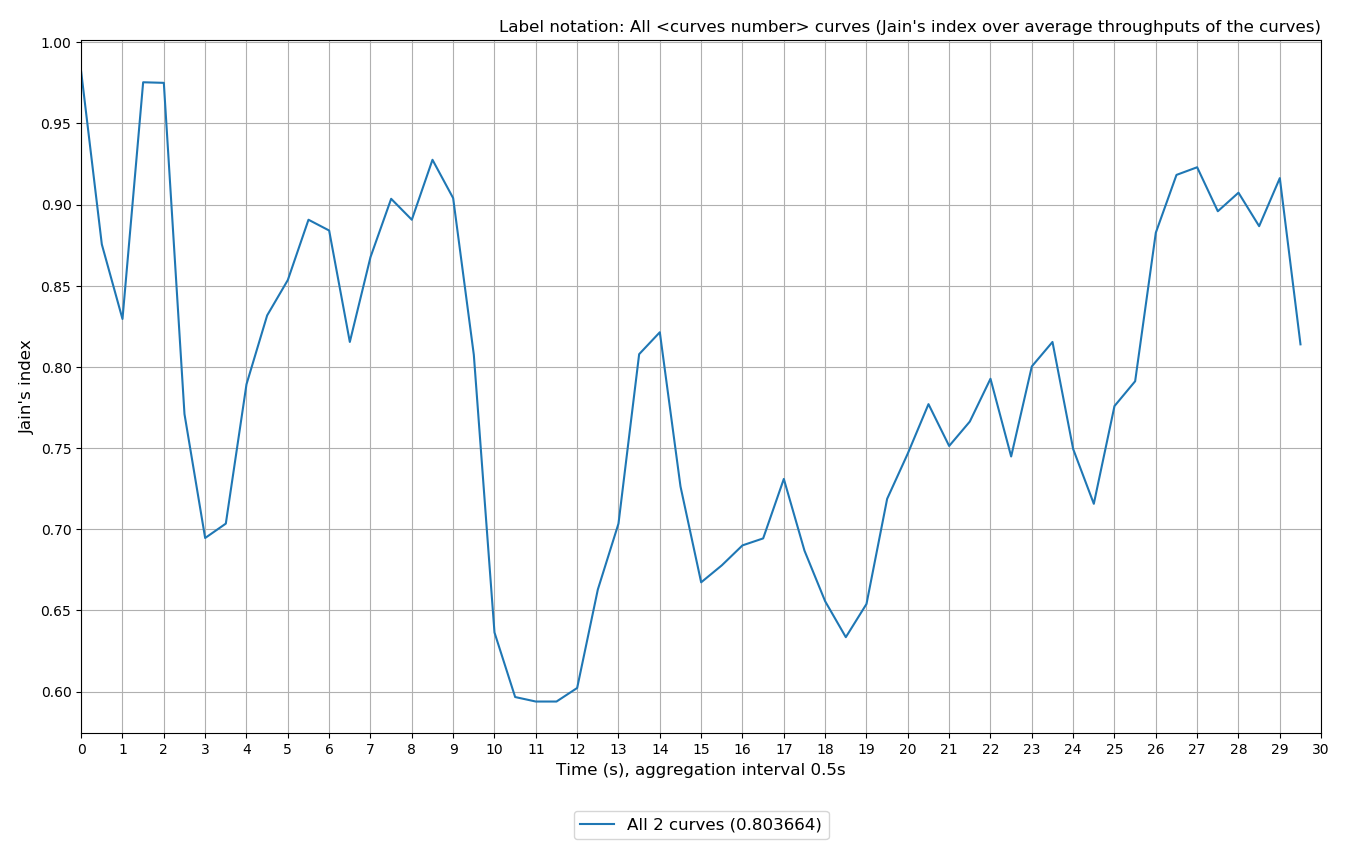 Label notation: All <curves number> curves (Jain's index over average throughputs of the curves)
1.00
0.95
0.90
0.85
0.80
0.75
0.70
0.65
0.60
Jain's index
0 1 2 3 4 5 6 7 8 9 10 11 12 13 14 15 16 17 18 19 20 21 22 23 24 25 26 27 28 29 30
Time (s), aggregation interval 0.5s
All 2 curves (0.803664)